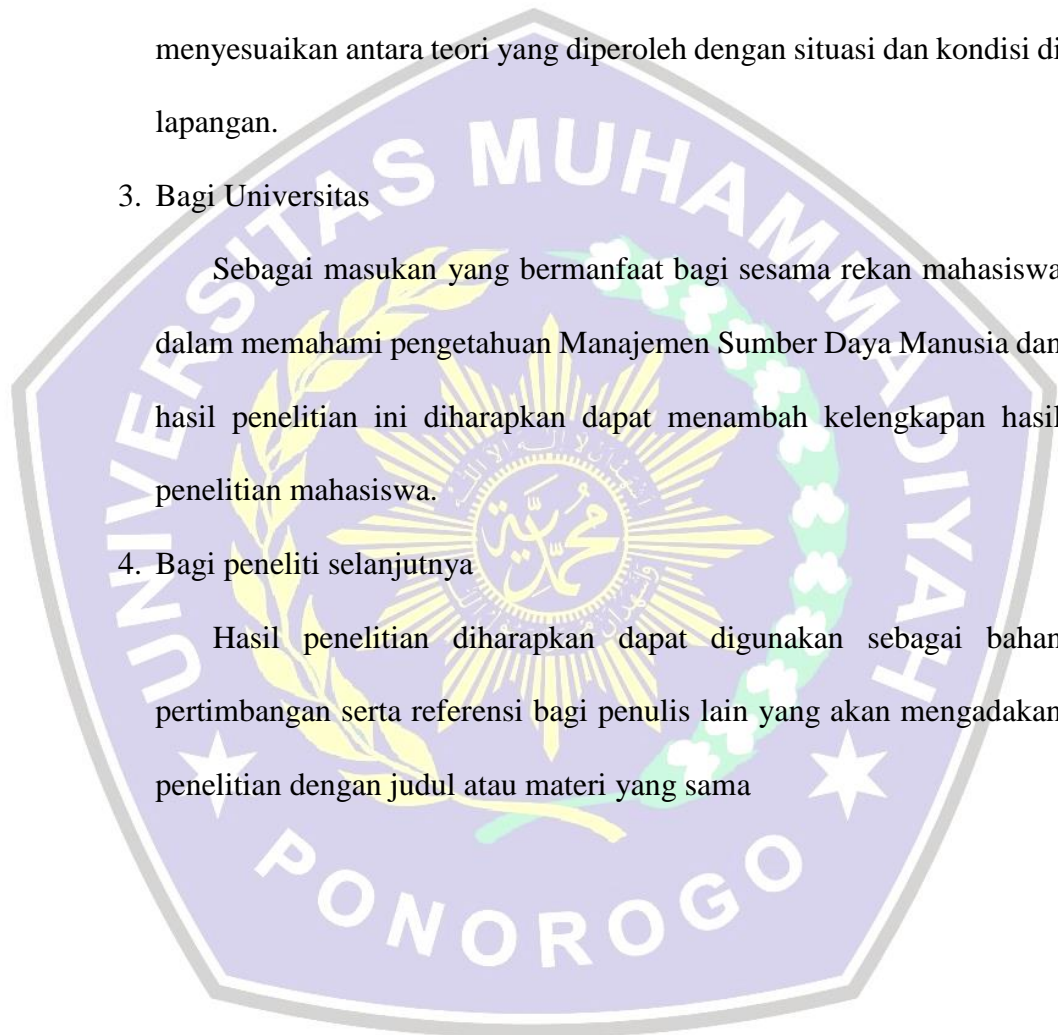 menyesuaikan antara teori yang diperoleh dengan situasi dan kondisi di
lapangan.
3. Bagi Universitas
Sebagai masukan yang bermanfaat bagi sesama rekan mahasiswa
dalam memahami pengetahuan Manajemen Sumber Daya Manusia dan
hasil penelitian ini diharapkan dapat menambah kelengkapan hasil
penelitian mahasiswa.
4. Bagi peneliti selanjutnya
Hasil penelitian diharapkan dapat digunakan sebagai bahan
pertimbangan serta referensi bagi penulis lain yang akan mengadakan
penelitian dengan judul atau materi yang sama
UNIVERSITAS MUHAMMADIYAH
PONOROGO
محمدية